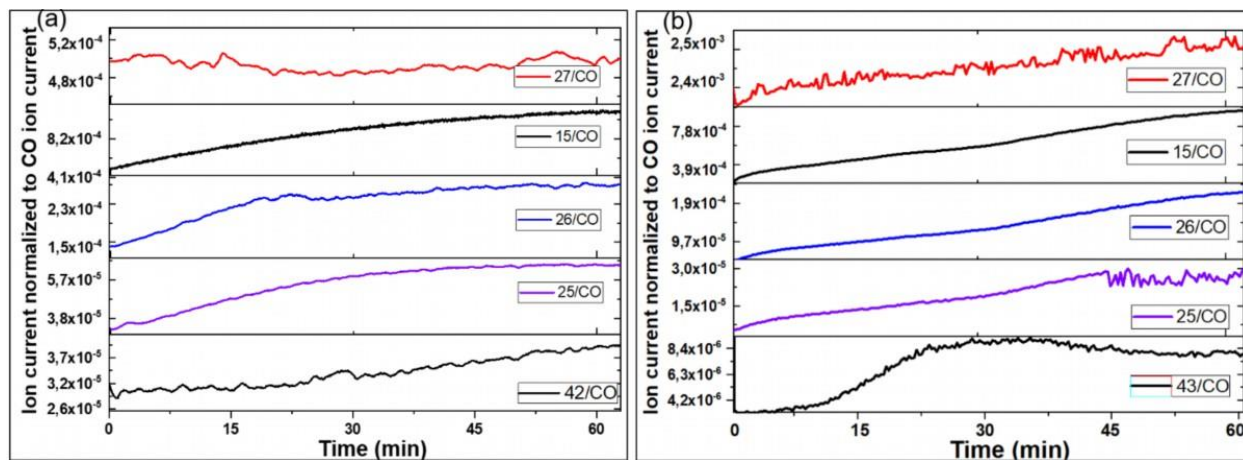 (a)
Ion current normalized to CO ion current
5,2x10⁻⁴
4,8x10⁻⁴
27/CO
8,2x10⁻⁴
15/CO
4,1x10⁻⁴
2,3x10⁻⁴
1,5x10⁻⁴
26/CO
5,7x10⁻⁵
3,8x10⁻⁵
25/CO
3,7x10⁻⁵
3,2x10⁻⁵
2,6x10⁻⁵
42/CO
0 15 30 45 60
Time (min)
(b)
Ion current normalized to CO ion current
2,5x10⁻³
2,4x10⁻³
27/CO
7,8x10⁻⁴
3,9x10⁻⁴
15/CO
1,9x10⁻⁴
9,7x10⁻⁵
26/CO
3,0x10⁻⁵
1,5x10⁻⁵
25/CO
8,4x10⁻⁶
6,3x10⁻⁶
4,2x10⁻⁶
43/CO
0 15 30 45 60
Time (min)